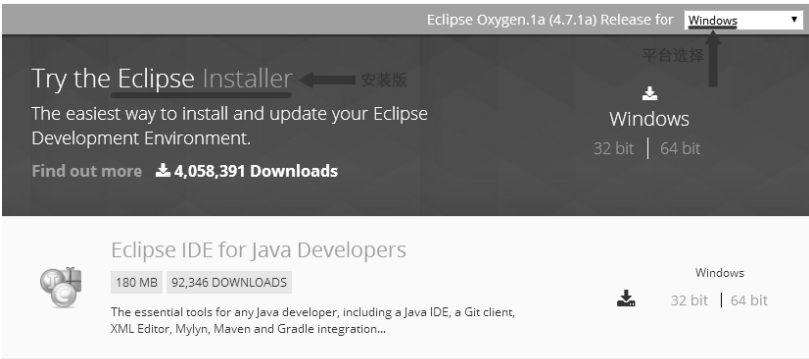 Eclipse Oxygen.1a (4.7.1a) Release for Windows
平台选择
Try the Eclipse Installer 安装版
The easiest way to install and update your Eclipse
Development Environment.
Find out more 4,058,391 Downloads
Windows
32 bit | 64 bit
Eclipse IDE for Java Developers
180 MB 92,346 DOWNLOADS
The essential tools for any Java developer, including a Java IDE, a Git client,
XML Editor, Mylyn, Maven and Gradle integration...
Windows
32 bit | 64 bit